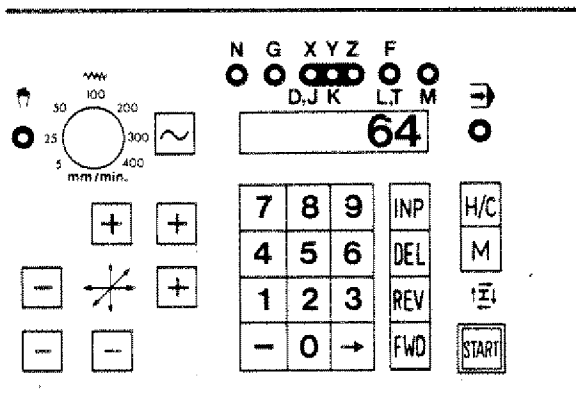 N G X Y Z F
D,J K L,T M
100
50 200
25 300
5 400
mm/min.
64
7 8 9 INP H/C
4 5 6 DEL M
1 2 3 REV
- 0 → FWD START
+ +
- +
- -